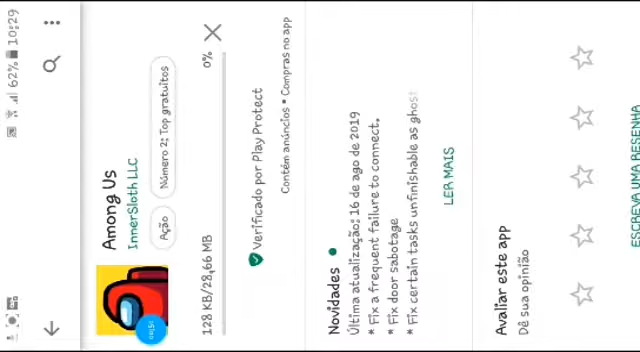 62% 10:29
Among Us
InnerSloth LLC
Ação
Número 2: Top gratuitos
128 KB/28,66 MB
0%
Verificado por Play Protect
Contém anúncios • Compras no app
Novidades
Última atualização: 16 de ago de 2019
* Fix a frequent failure to connect.
* Fix door sabotage
* Fix certain tasks unfinishable as ghost
LER MAIS
Avaliar este app
Dê sua opinião
ESCREVA UMA RESENHA